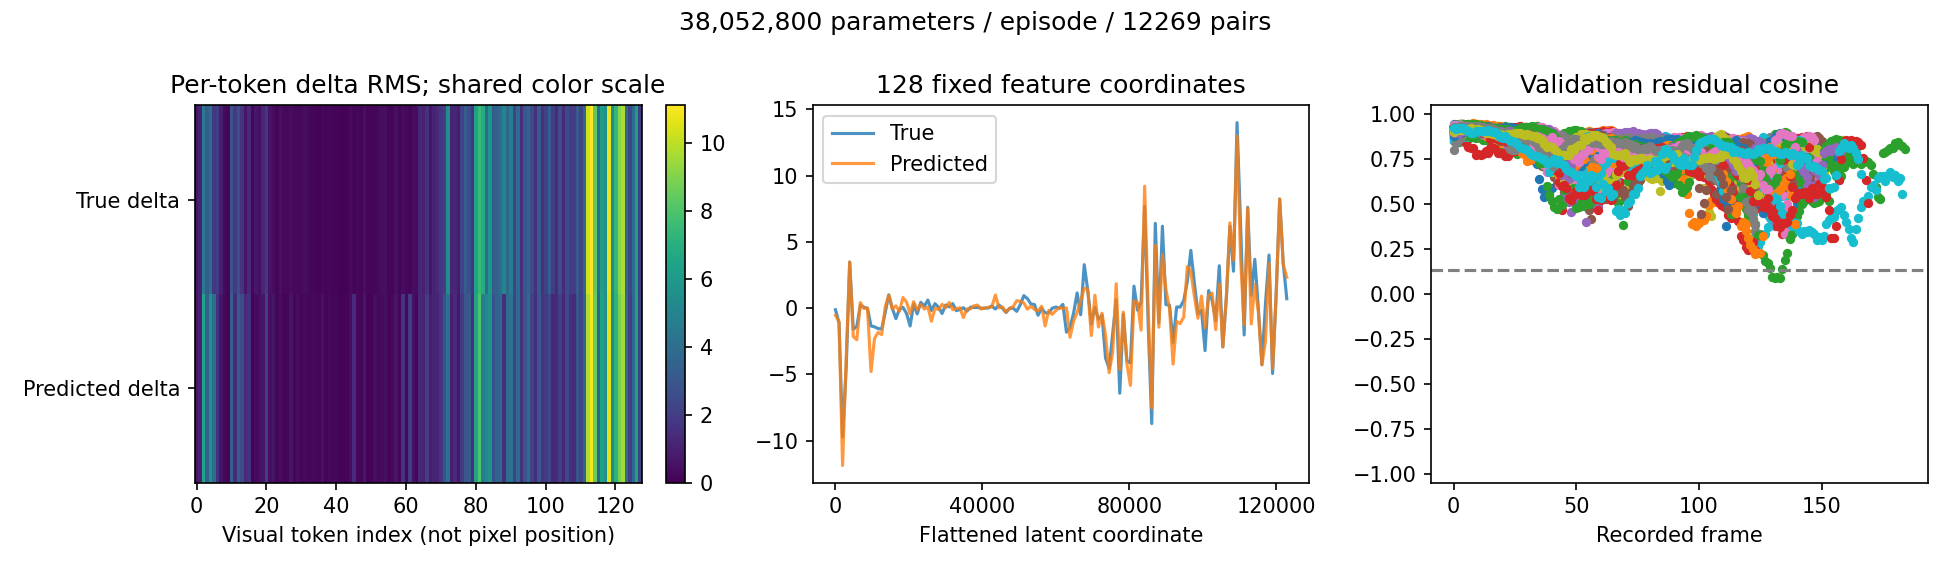 38,052,800 parameters / episode / 12269 pairs
Per-token delta RMS; shared color scale
True delta
Predicted delta
0 20 40 60 80 100 120
Visual token index (not pixel position)
10
8
6
4
2
0
128 fixed feature coordinates
True
Predicted
15
10
5
0
−5
−10
0 40000 80000 120000
Flattened latent coordinate
Validation residual cosine
1.00
0.75
0.50
0.25
0.00
−0.25
−0.50
−0.75
−1.00
0 50 100 150
Recorded frame